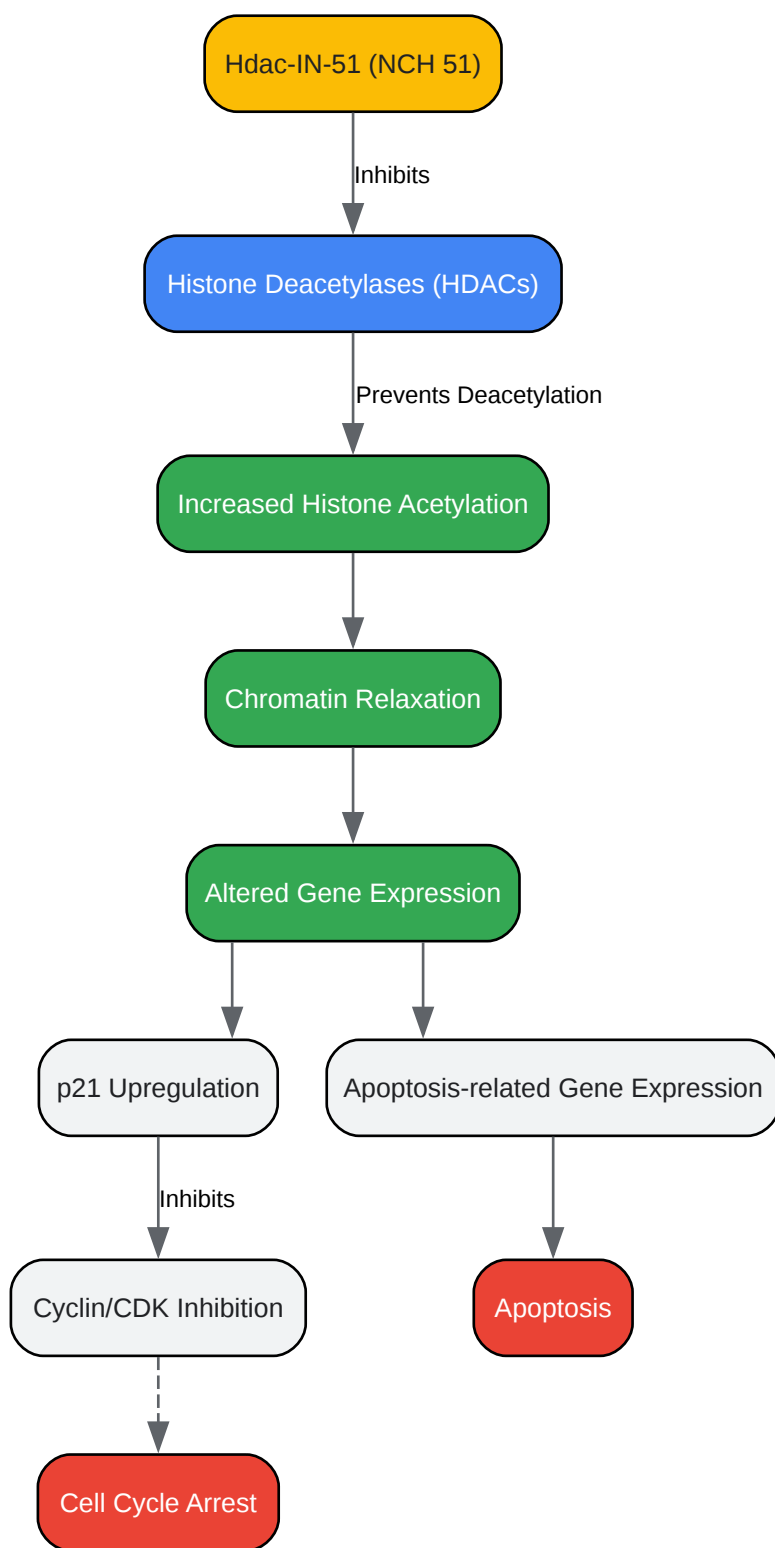 Hdac-IN-51 (NCH 51)
Inhibits
Histone Deacetylases (HDACs)
Prevents Deacetylation
Increased Histone Acetylation
Chromatin Relaxation
Altered Gene Expression
p21 Upregulation
Apoptosis-related Gene Expression
Inhibits
Cyclin/CDK Inhibition
Apoptosis
Cell Cycle Arrest